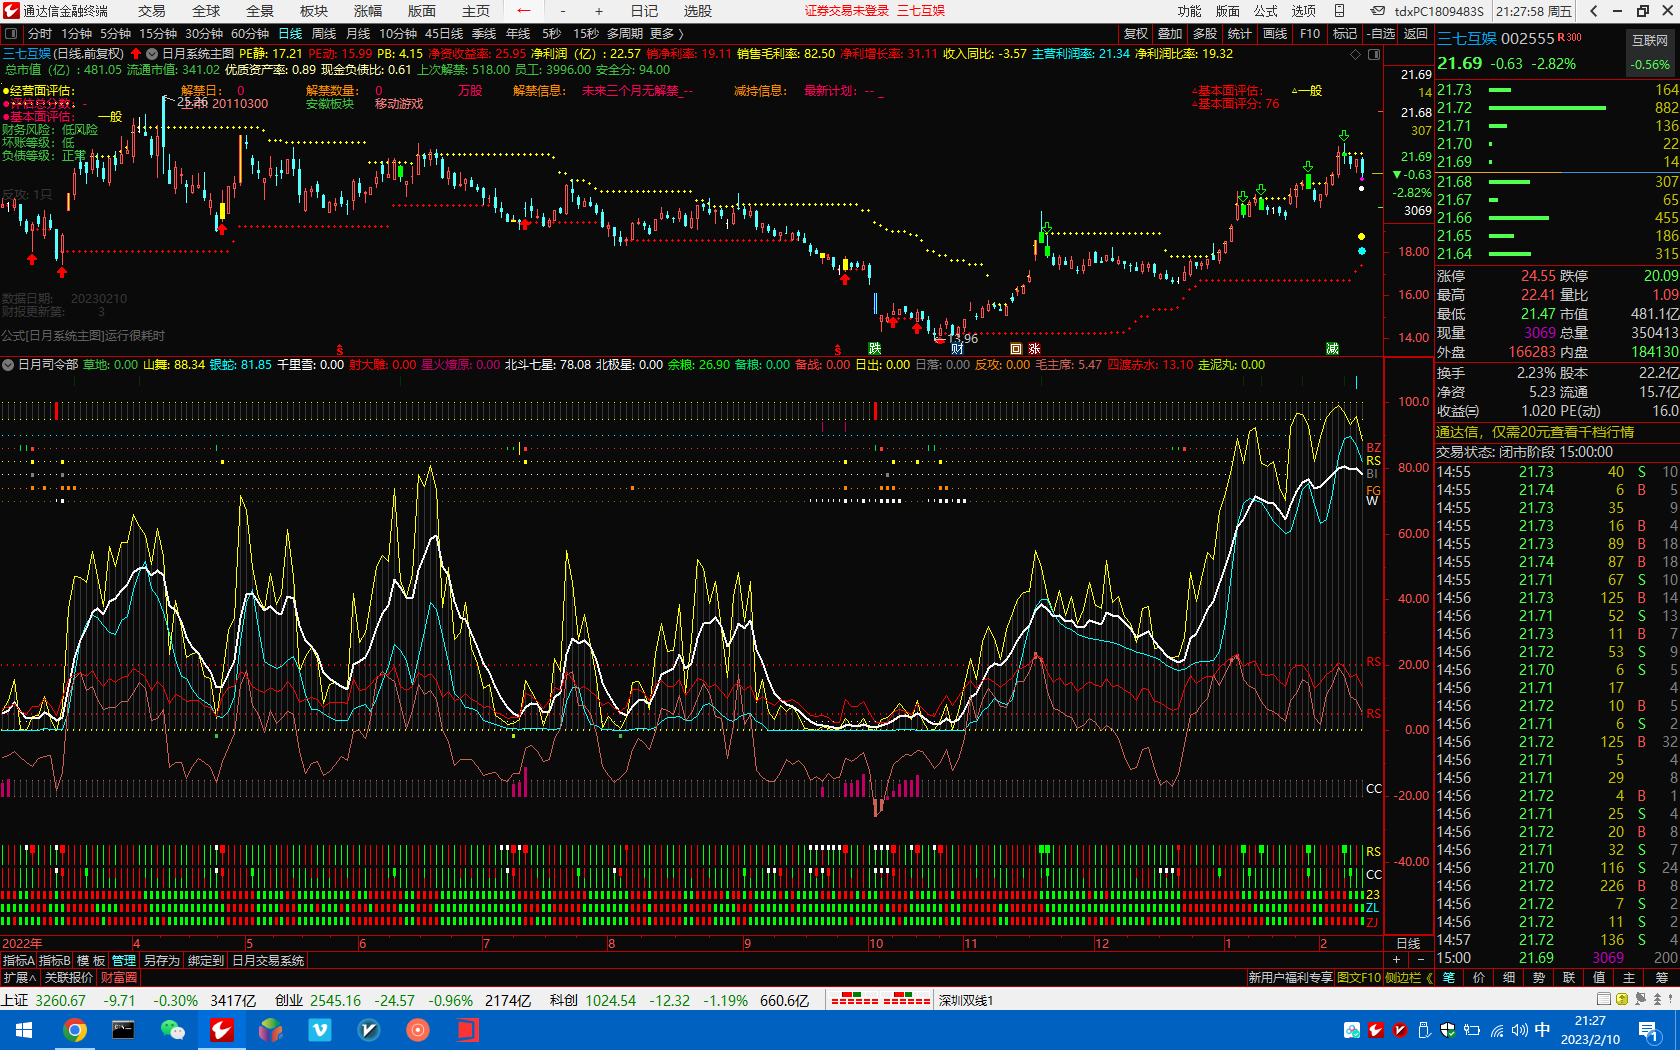 通达信金融终端 交易 全球 全景 板块 涨幅 版面 主页 ← - + 日记 选股 证券交易未登录 三七互娱 功能 版面 公式 选项 tdxPC1809483S 21:27:58 周五
分时 1分钟 5分钟 15分钟 30分钟 60分钟 日线 周线 月线 10分钟 45日线 季线 年线 5秒 15秒 多周期 更多 复权 叠加 多股 统计 画线 F10 标记 -自选 返回
三七互娱(日线.前复权) 日月系统主图 PE静: 17.21 PE动: 15.99 PB: 4.15 净资收益率: 25.95 净利润（亿）: 22.57 销净利率: 19.11 销售毛利率: 82.50 净利增长率: 31.11 收入同比: -3.57 主营利润率: 21.34 净利润比率: 19.32
总市值（亿）: 481.05 流通市值: 341.02 优质资产率: 0.89 现金负债比: 0.61 上次解禁: 518.00 员工: 3996.00 安全分: 94.00
●经营面评估: 解禁日: 0 解禁数量: 0 万股 解禁信息: 未来三个月无解禁_-- 减持信息: 最新计划: -- _ 基本面评估: 一般
25.26 20110300 安徽板块 移动游戏 基本面评分: 76
●基本面评估: 一般
财务风险: 低风险
坏账等级: 低
负债等级: 正常
反攻: 1只
数据日期: 20230210
财报更新第: 3
公式[日月系统主图]运行很耗时
13.96
跌 财 回 涨 减
21.69
14
21.68
307
21.69
▼-0.63
-2.82%
3069
18.00
16.00
14.00
日月司令部 草地: 0.00 山舞: 88.34 银蛇: 81.85 千里雪: 0.00 射大雕: 0.00 星火燎原: 0.00 北斗七星: 78.08 北极星: 0.00 余粮: 26.90 备粮: 0.00 备战: 0.00 日出: 0.00 日落: 0.00 反攻: 0.00 毛主席: 5.47 四渡赤水: 13.10 走泥丸: 0.00
100.0
BZ
RS 80.00
BI
FG
W
60.00
40.00
RS 20.00
RS
0.00
CC -20.00
RS -40.00
CC
23
ZL
ZJ
2022年 4 5 6 7 8 9 10 11 12 1 2 日线
指标A 指标B 模 板 管理 另存为 绑定到 日月交易系统 + -
扩展∧ 关联报价 财富圈 新用户福利专享 图文F10 侧边栏《
三七互娱 002555 R300 互联网
21.69 -0.63 -2.82% -0.56%
21.73 164
21.72 882
21.71 136
21.70 22
21.69 14
21.68 307
21.67 65
21.66 455
21.65 186
21.64 315
涨停 24.55 跌停 20.09
最高 22.41 量比 1.09
最低 21.47 市值 481.1亿
现量 3069 总量 350413
外盘 166283 内盘 184130
换手 2.23% 股本 22.2亿
净资 5.23 流通 15.7亿
收益㈢ 1.020 PE(动) 16.0
通达信，仅需20元查看千档行情
交易状态: 闭市阶段 15:00:00
14:55 21.73 40 S 10
14:55 21.74 6 B 5
14:55 21.73 35 9
14:55 21.73 16 B 4
14:55 21.73 89 B 18
14:55 21.74 87 B 18
14:55 21.71 67 S 10
14:56 21.73 125 B 14
14:56 21.71 52 S 13
14:56 21.73 11 B 7
14:56 21.72 53 S 9
14:56 21.70 6 S 5
14:56 21.71 17 4
14:56 21.72 10 B 5
14:56 21.71 6 S 2
14:56 21.72 125 B 32
14:56 21.71 5 4
14:56 21.71 29 8
14:56 21.72 4 B 1
14:56 21.71 25 S 4
14:56 21.72 20 B 8
14:56 21.71 32 S 7
14:56 21.70 116 S 24
14:56 21.72 226 B 8
14:56 21.72 7 S 2
14:56 21.72 11 S 2
14:57 21.72 136 S 4
15:00 21.69 3069 200
笔 价 细 势 联 值 主 筹
上证 3260.67 -9.71 -0.30% 3417亿 创业 2545.16 -24.57 -0.96% 2174亿 科创 1024.54 -12.32 -1.19% 660.6亿 深圳双线1
中 21:27
2023/2/10
1